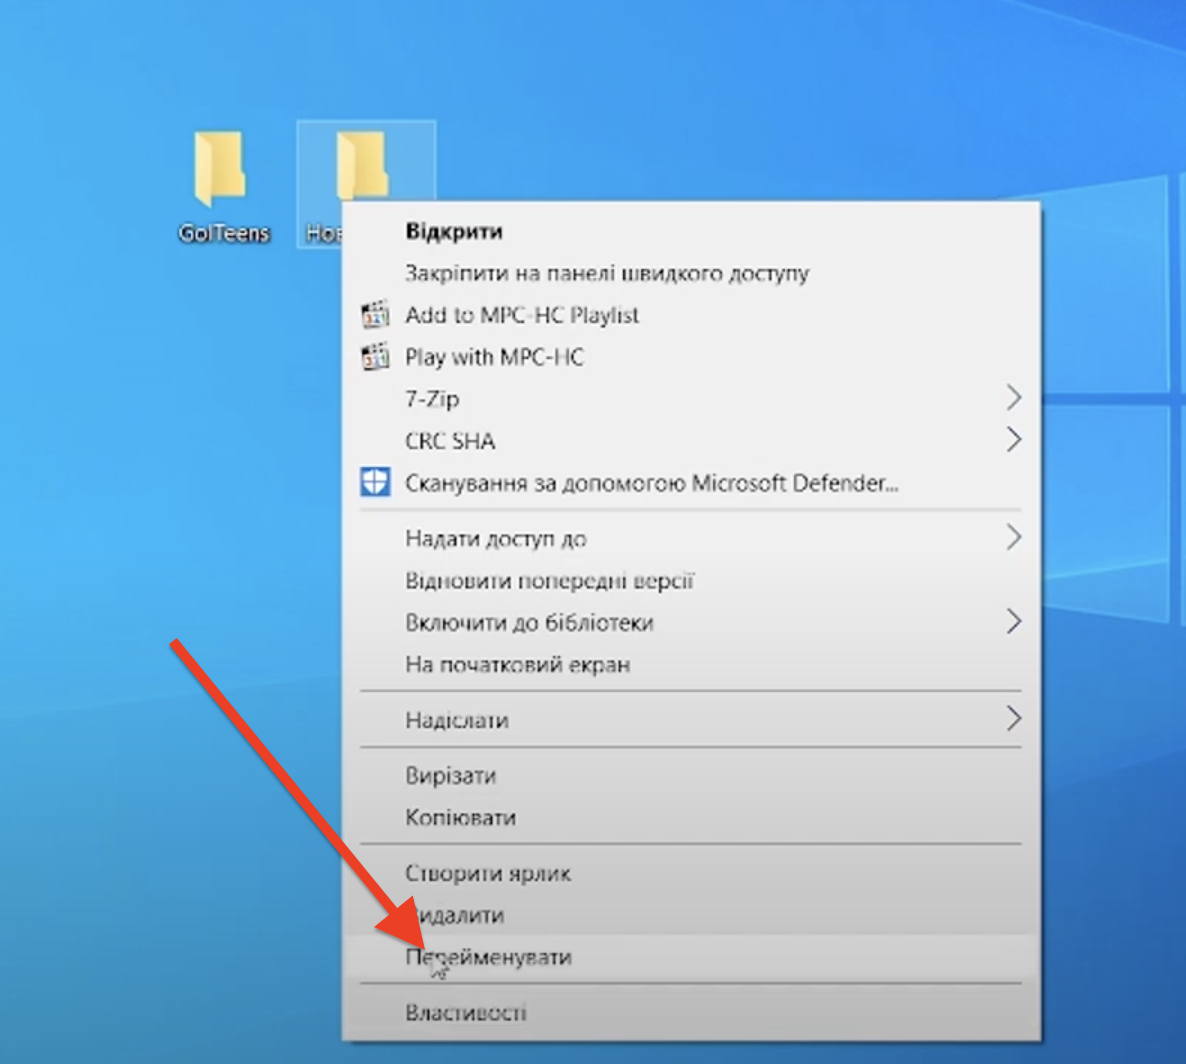 GoITeens
Нов
Відкрити
Закріпити на панелі швидкого доступу
Add to MPC-HC Playlist
Play with MPC-HC
7-Zip
CRC SHA
Сканування за допомогою Microsoft Defender...
Надати доступ до
Відновити попередні версії
Включити до бібліотеки
На початковий екран
Надіслати
Вирізати
Копіювати
Створити ярлик
Видалити
Перейменувати
Властивості